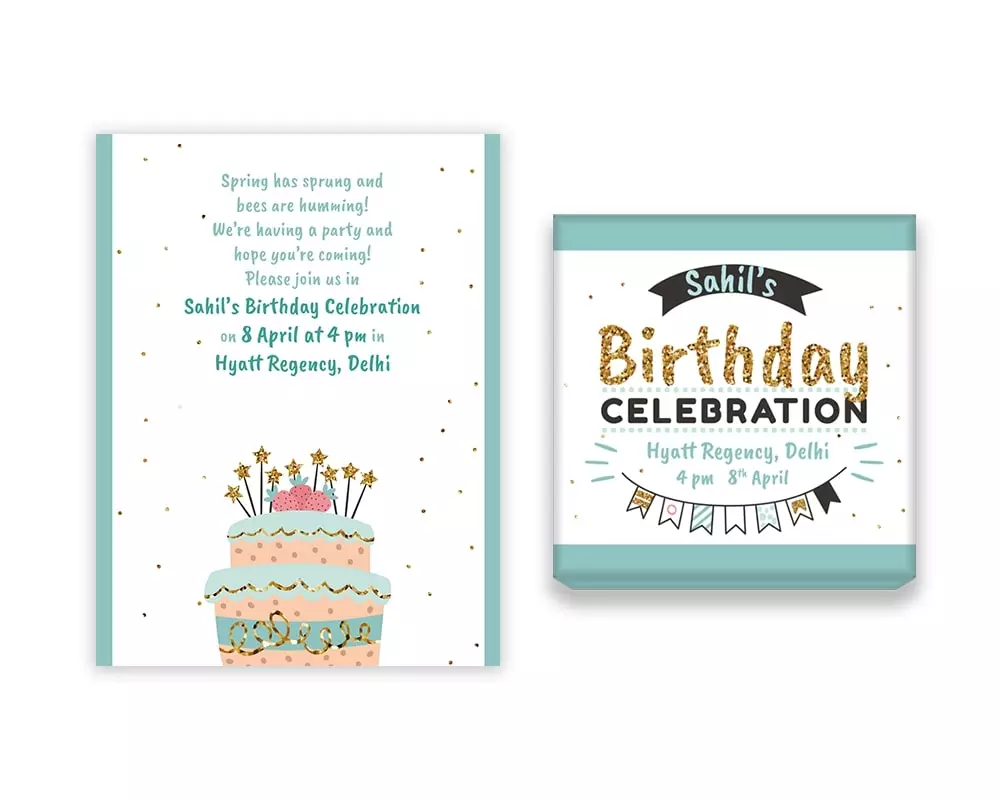 Spring has sprung and
bees are humming!
We're having a party and
hope you're coming!
Please join us in
Sahil's Birthday Celebration
on 8 April at 4 pm in
Hyatt Regency, Delhi
Sahil's
Birthday
CELEBRATION
Hyatt Regency, Delhi
4 pm 8th April